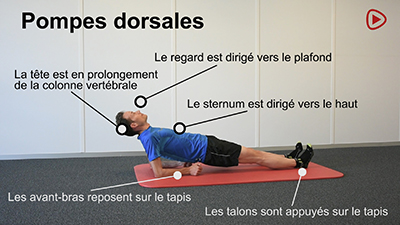 Pompes dorsales
Le regard est dirigé vers le plafond
La tête est en prolongement
de la colonne vertébrale
Le sternum est dirigé vers le haut
Les avant-bras reposent sur le tapis
Les talons sont appuyés sur le tapis